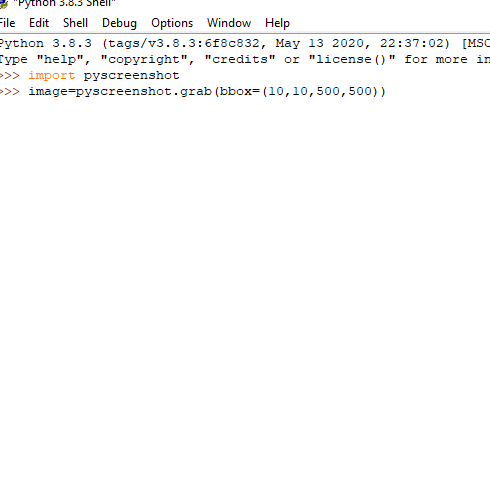 "Python 3.8.3 Shell"
File Edit Shell Debug Options Window Help
Python 3.8.3 (tags/v3.8.3:6f8c832, May 13 2020, 22:37:02) [MSC
Type "help", "copyright", "credits" or "license()" for more in
>>> import pyscreenshot
>>> image=pyscreenshot.grab(bbox=(10,10,500,500))